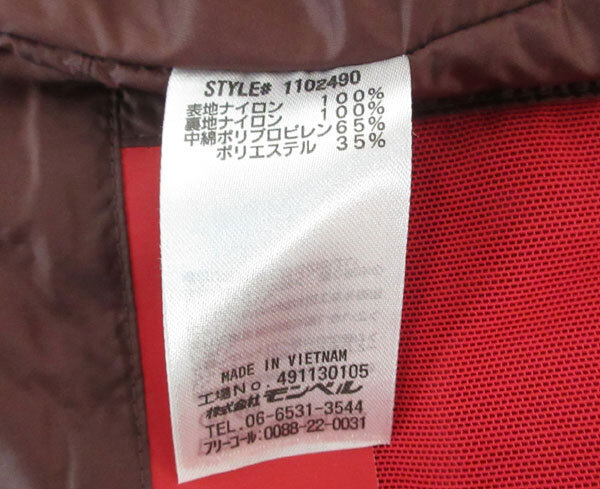 STYLE# 1102490
表地ナイロン 100%
裏地ナイロン 100%
中綿ポリプロピレン 65%
ポリエステル 35%
MADE IN VIETNAM
工場No. 491130105
株式会社モンベル
TEL. 06-6531-3544
フリーコール: 0088-22-0031